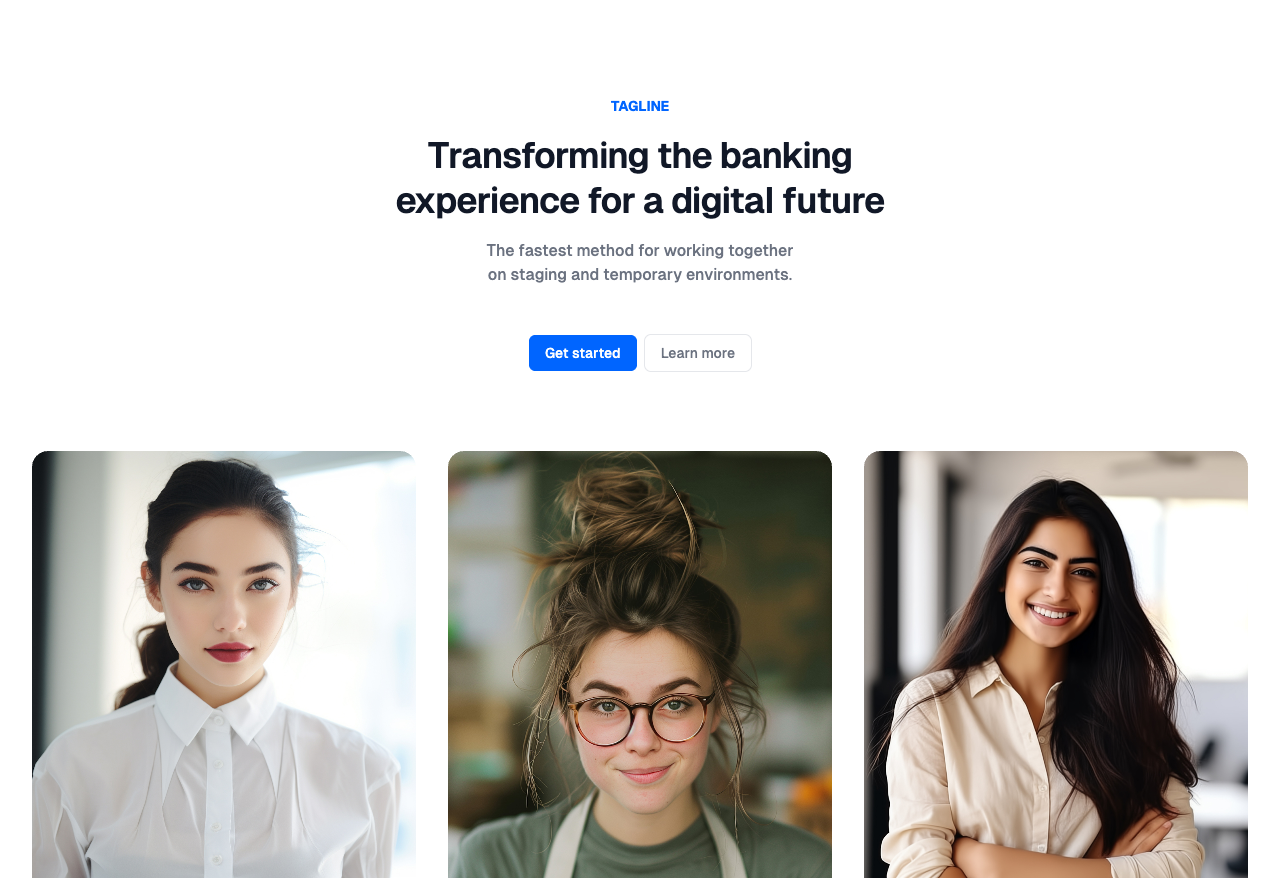 TAGLINE
Transforming the banking
experience for a digital future
The fastest method for working together
on staging and temporary environments.
Get started
Learn more